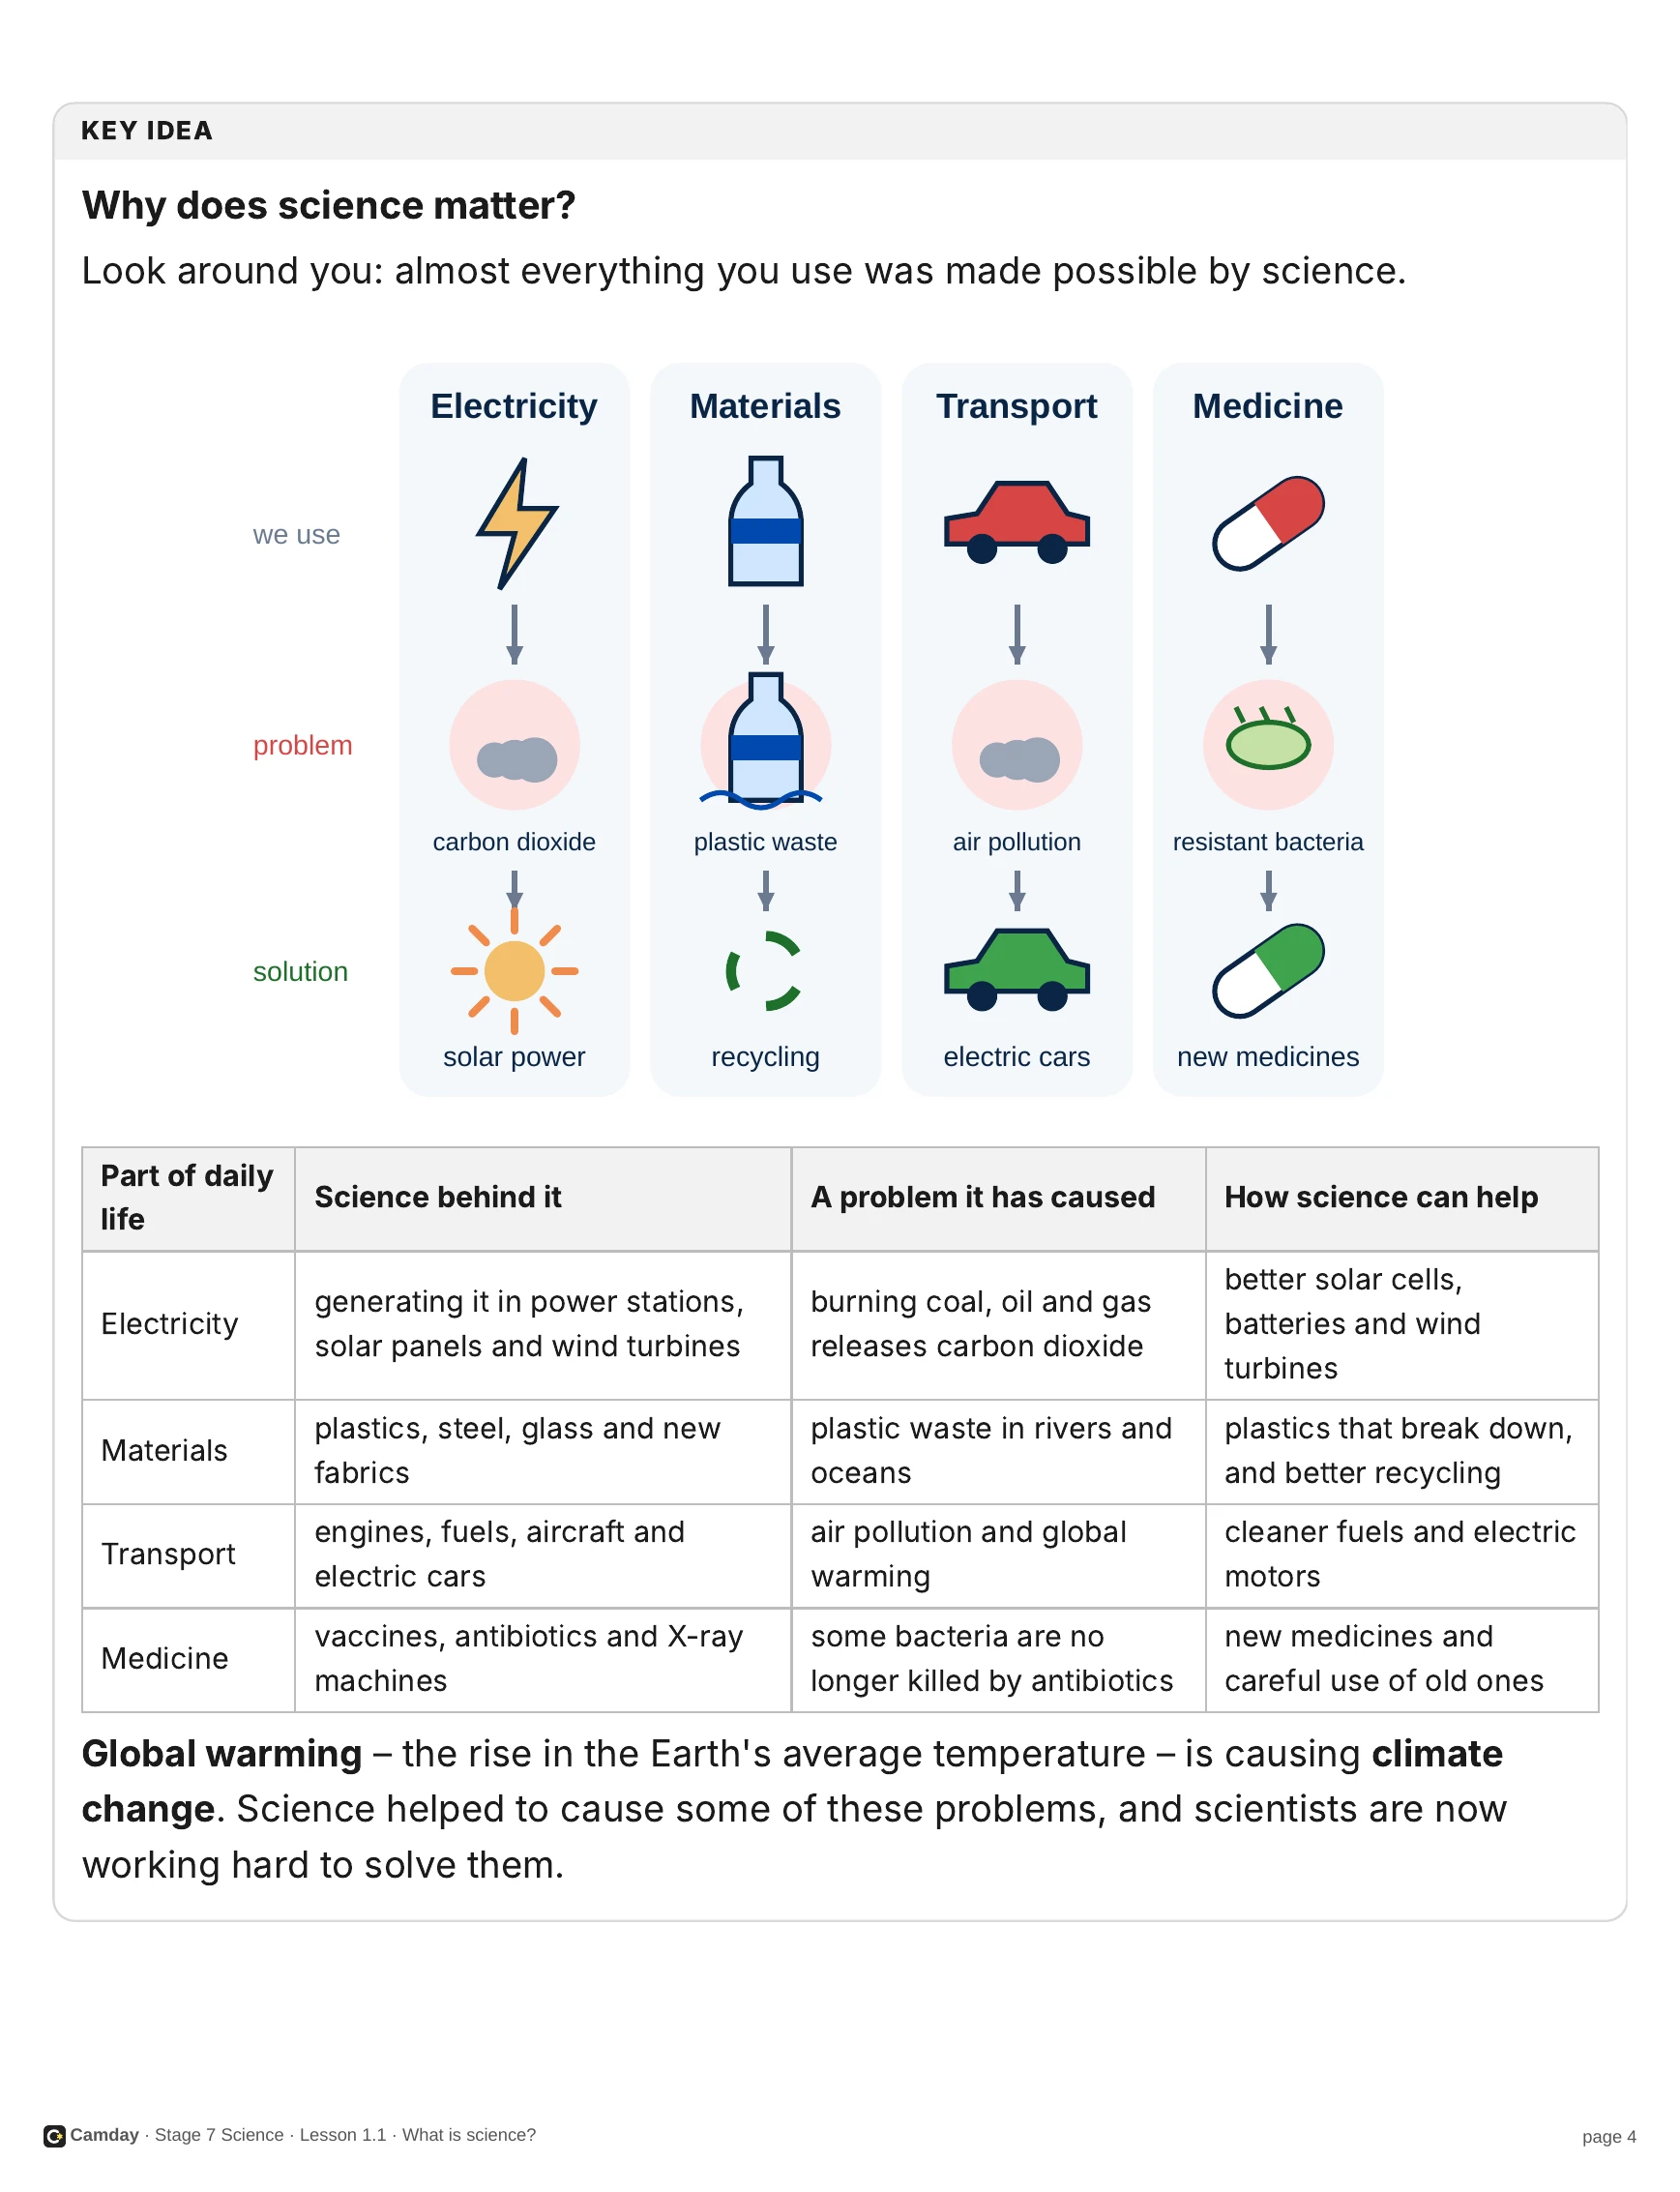 KEY IDEA
Why does science matter?
Look around you: almost everything you use was made possible by science.
Electricity Materials Transport Medicine
we use
problem
carbon dioxide plastic waste air pollution resistant bacteria
solution
solar power recycling electric cars new medicines
Part of daily life Science behind it A problem it has caused How science can help
Electricity generating it in power stations, solar panels and wind turbines burning coal, oil and gas releases carbon dioxide better solar cells, batteries and wind turbines
Materials plastics, steel, glass and new fabrics plastic waste in rivers and oceans plastics that break down, and better recycling
Transport engines, fuels, aircraft and electric cars air pollution and global warming cleaner fuels and electric motors
Medicine vaccines, antibiotics and X-ray machines some bacteria are no longer killed by antibiotics new medicines and careful use of old ones
Global warming – the rise in the Earth's average temperature – is causing climate
change. Science helped to cause some of these problems, and scientists are now
working hard to solve them.
Camday · Stage 7 Science · Lesson 1.1 · What is science? page 4